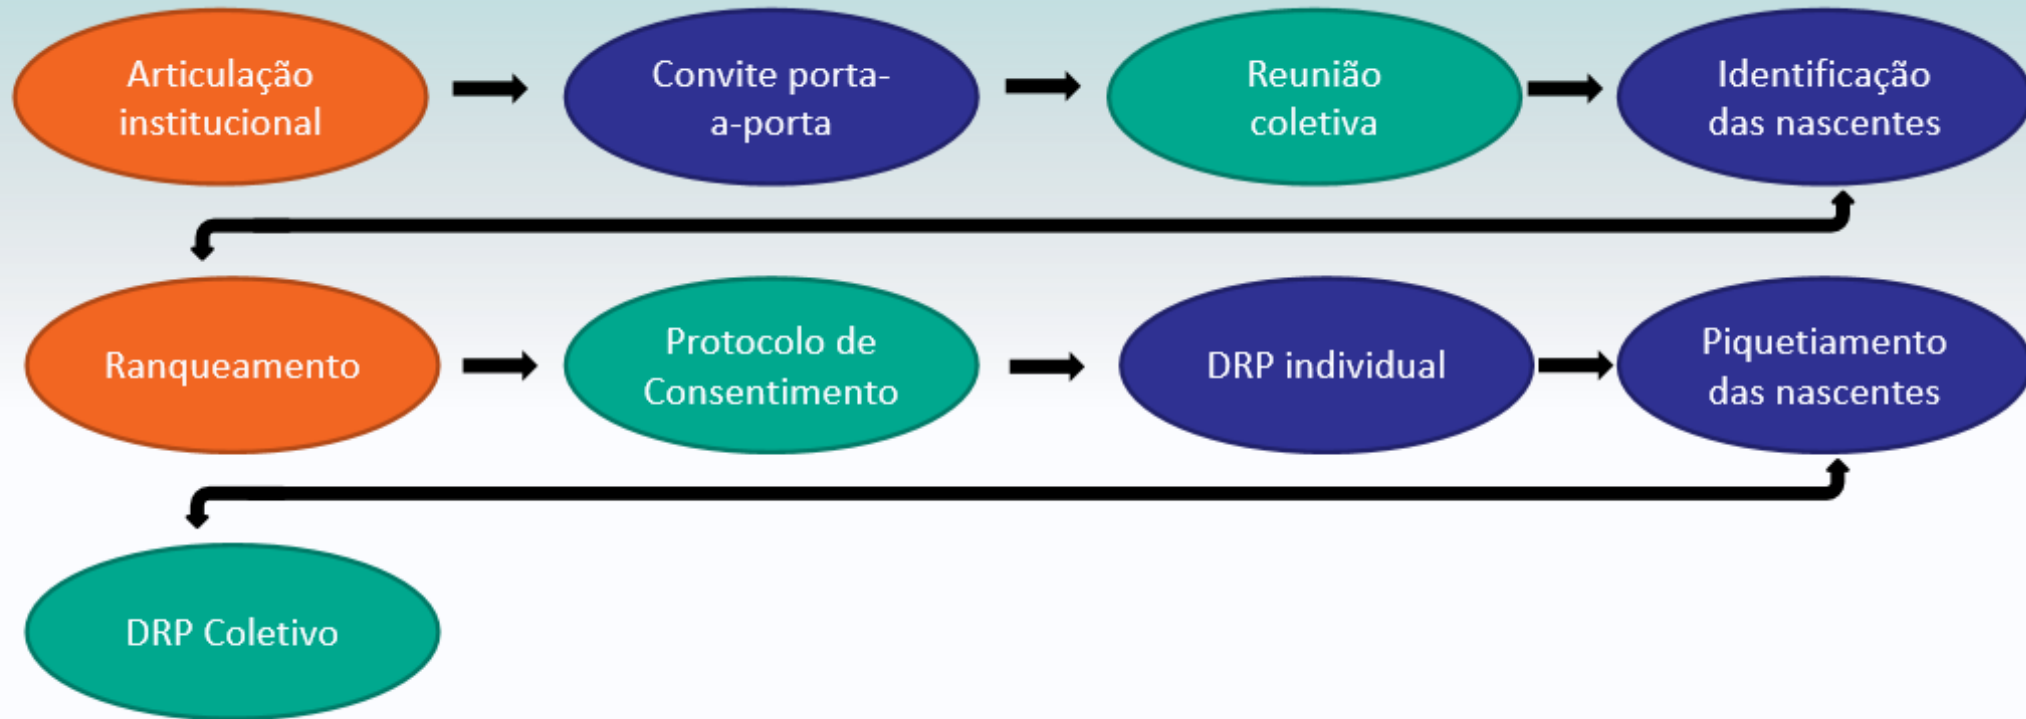 Articulação
institucional
Convite porta-
a-porta
Reunião
coletiva
Identificação
das nascentes
Ranqueamento
Protocolo de
Consentimento
DRP individual
Piquetiamento
das nascentes
DRP Coletivo